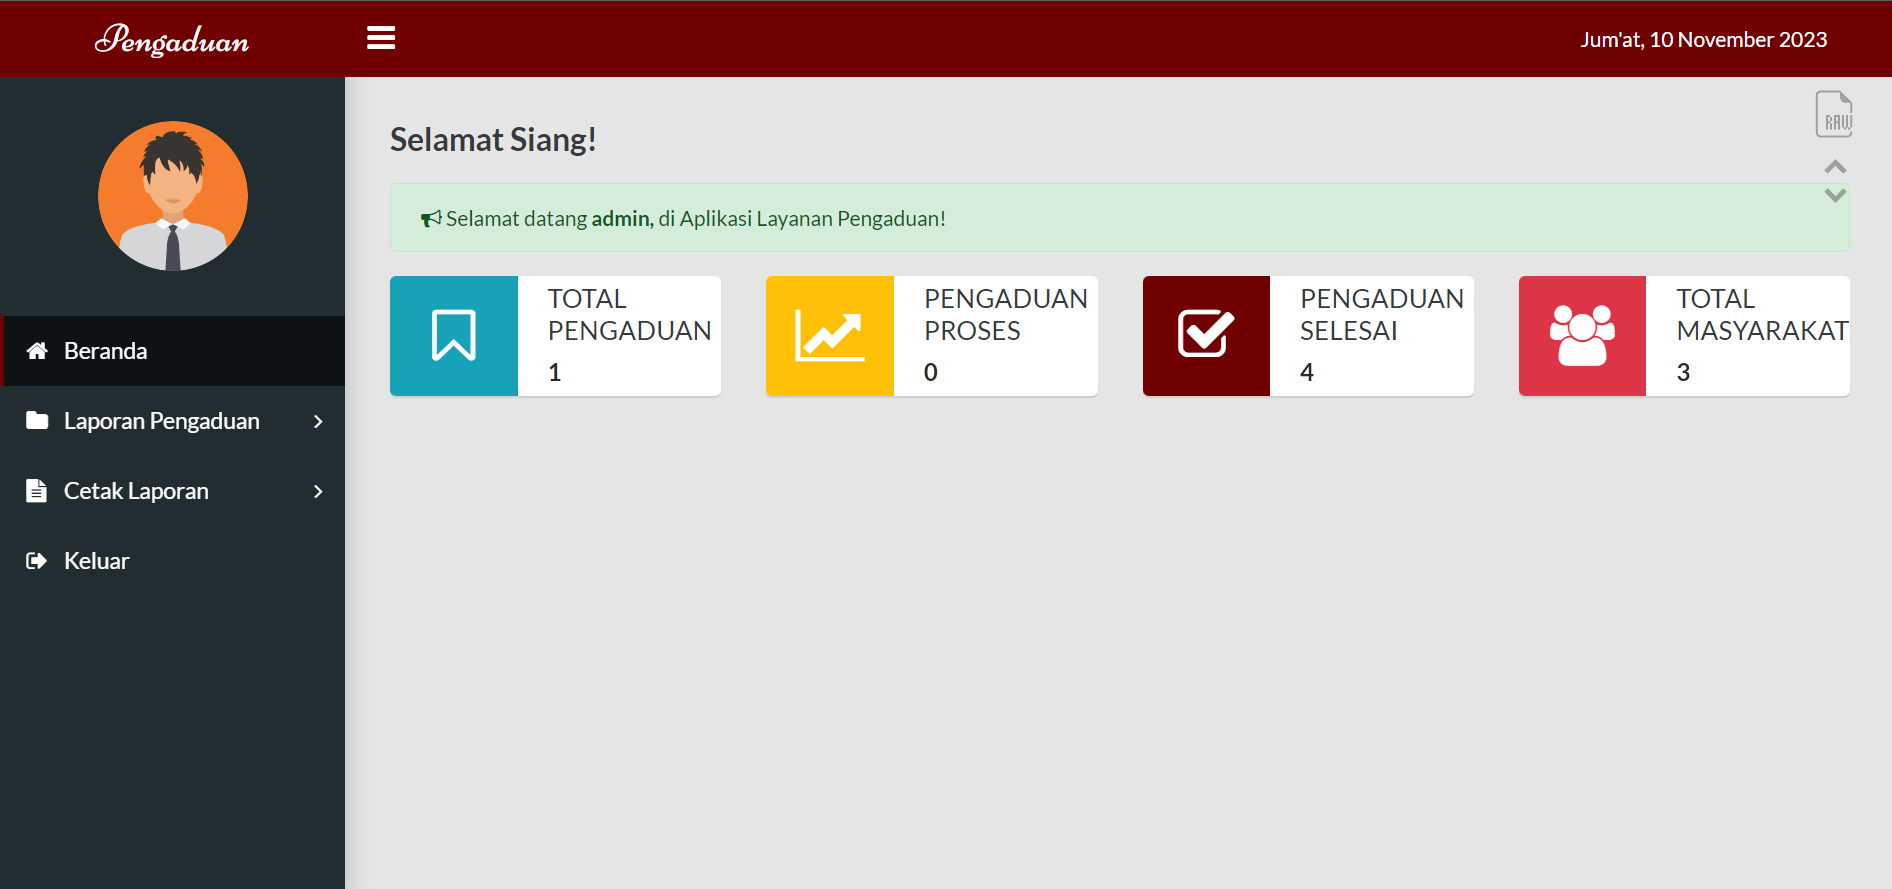 Pengaduan
Jum'at, 10 November 2023
RAW
Selamat Siang!
Selamat datang admin, di Aplikasi Layanan Pengaduan!
TOTAL
PENGADUAN
1
PENGADUAN
PROSES
0
PENGADUAN
SELESAI
4
TOTAL
MASYARAKAT
3
Beranda
Laporan Pengaduan
Cetak Laporan
Keluar